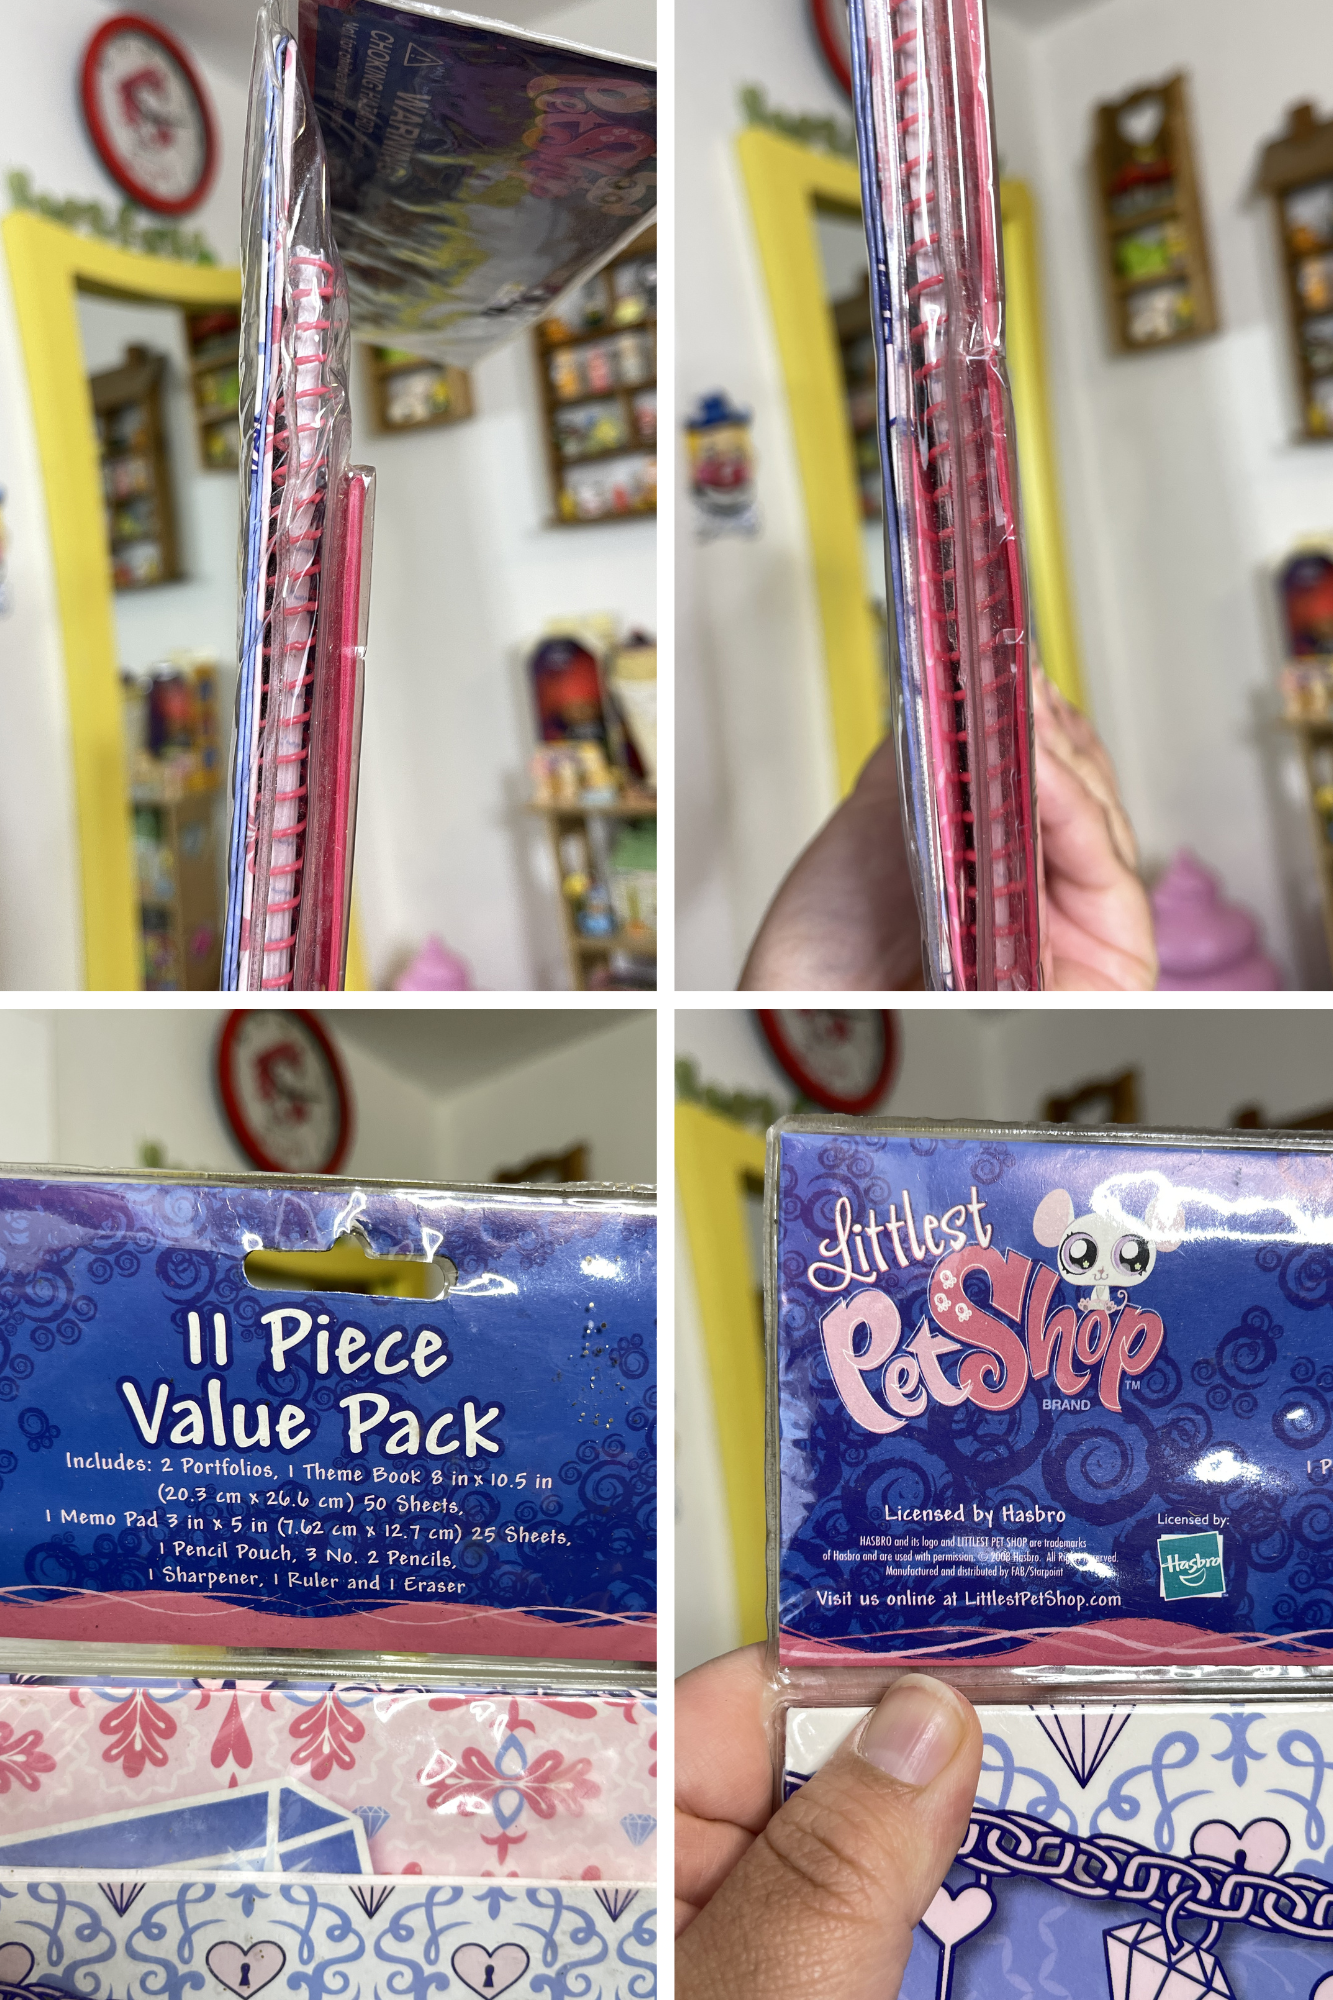 WARNING:
CHOKING HAZARD
Pet Shop
11 Piece
Value Pack
Includes: 2 Portfolios, 1 Theme Book 8 in x 10.5 in
(20.3 cm x 26.6 cm) 50 Sheets,
1 Memo Pad 3 in x 5 in (7.62 cm x 12.7 cm) 25 Sheets,
1 Pencil Pouch, 3 No. 2 Pencils,
1 Sharpener, 1 Ruler and 1 Eraser
Littlest
PetShop
TM
BRAND
1 P
Licensed by Hasbro
HASBRO and its logo and LITTLEST PET SHOP are trademarks
of Hasbro and are used with permission. © 2008 Hasbro. All Rights Reserved.
Manufactured and distributed by FAB/Starpoint
Visit us online at LittlestPetShop.com
Licensed by:
Hasbro